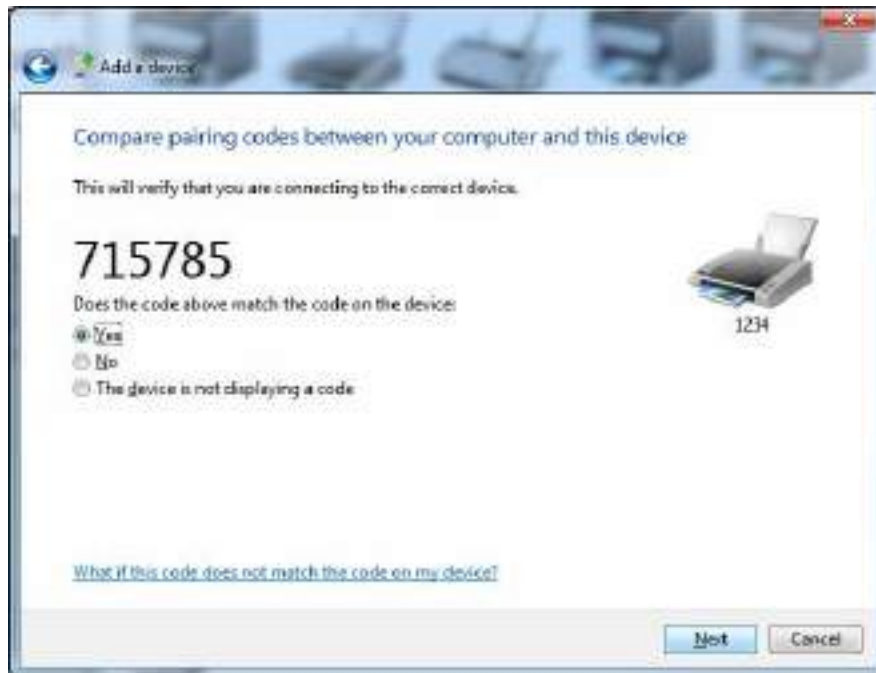 Add a device
Compare pairing codes between your computer and this device
This will verify that you are connecting to the correct device.
715785
Does the code above match the code on the device:
1234
Yes
No
The device is not displaying a code
What if this code does not match the code on my device?
Next
Cancel